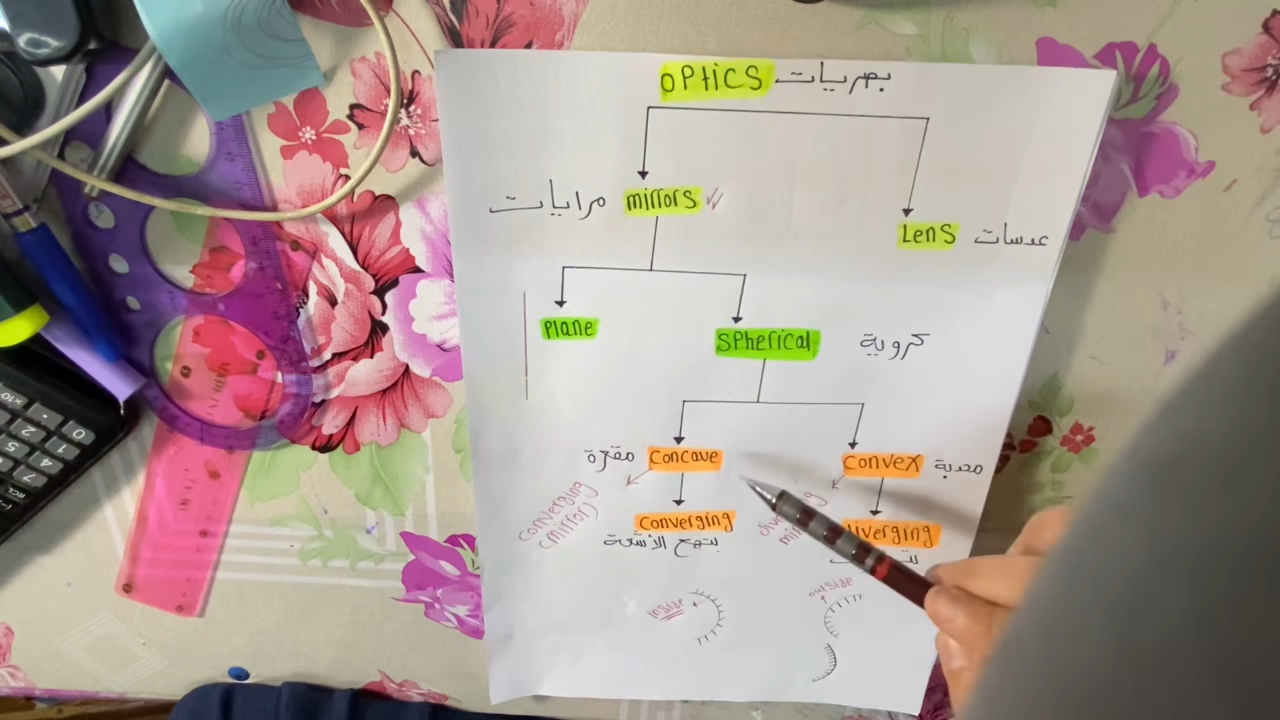 OPtics بصريات
مرايات mirrors
Lens عدسات
Plane
Spherical كروية
مقعرة Concave
Convex محدبة
Converging (mirror)
mirror
Converging
diverging
بتجمع الأشعة
inside
outside